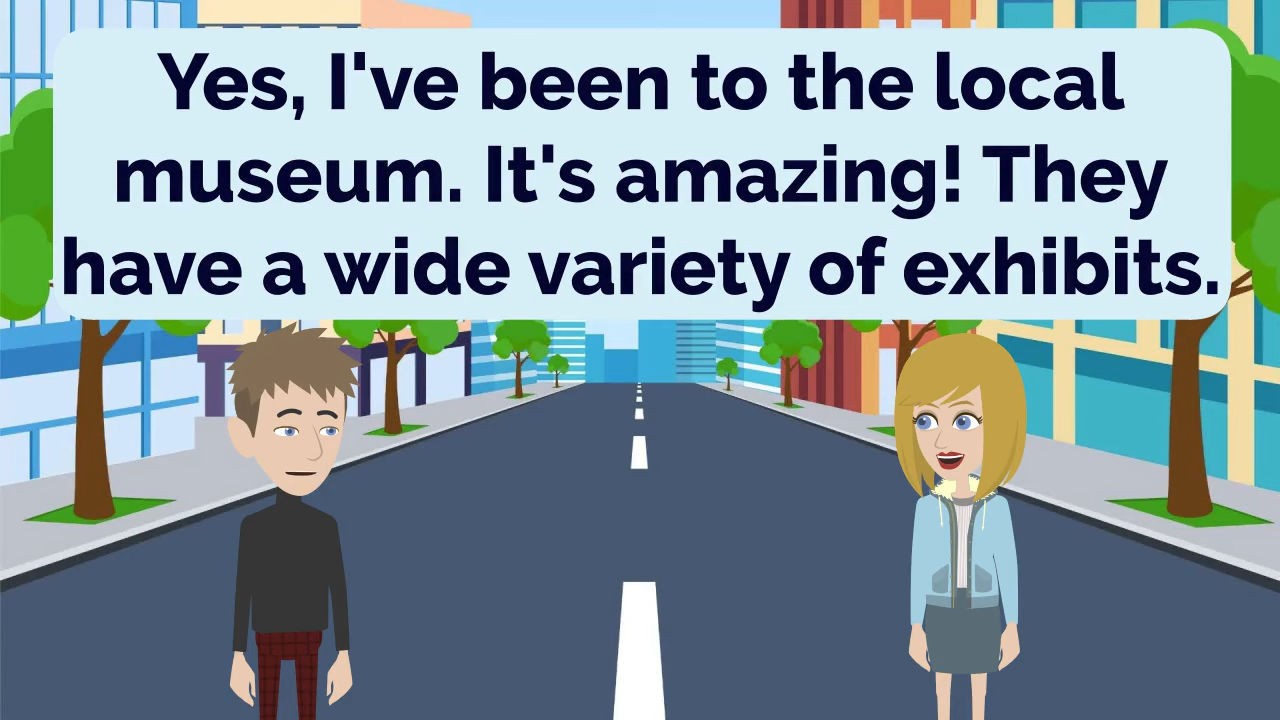 Yes, I've been to the local
museum. It's amazing! They
have a wide variety of exhibits.